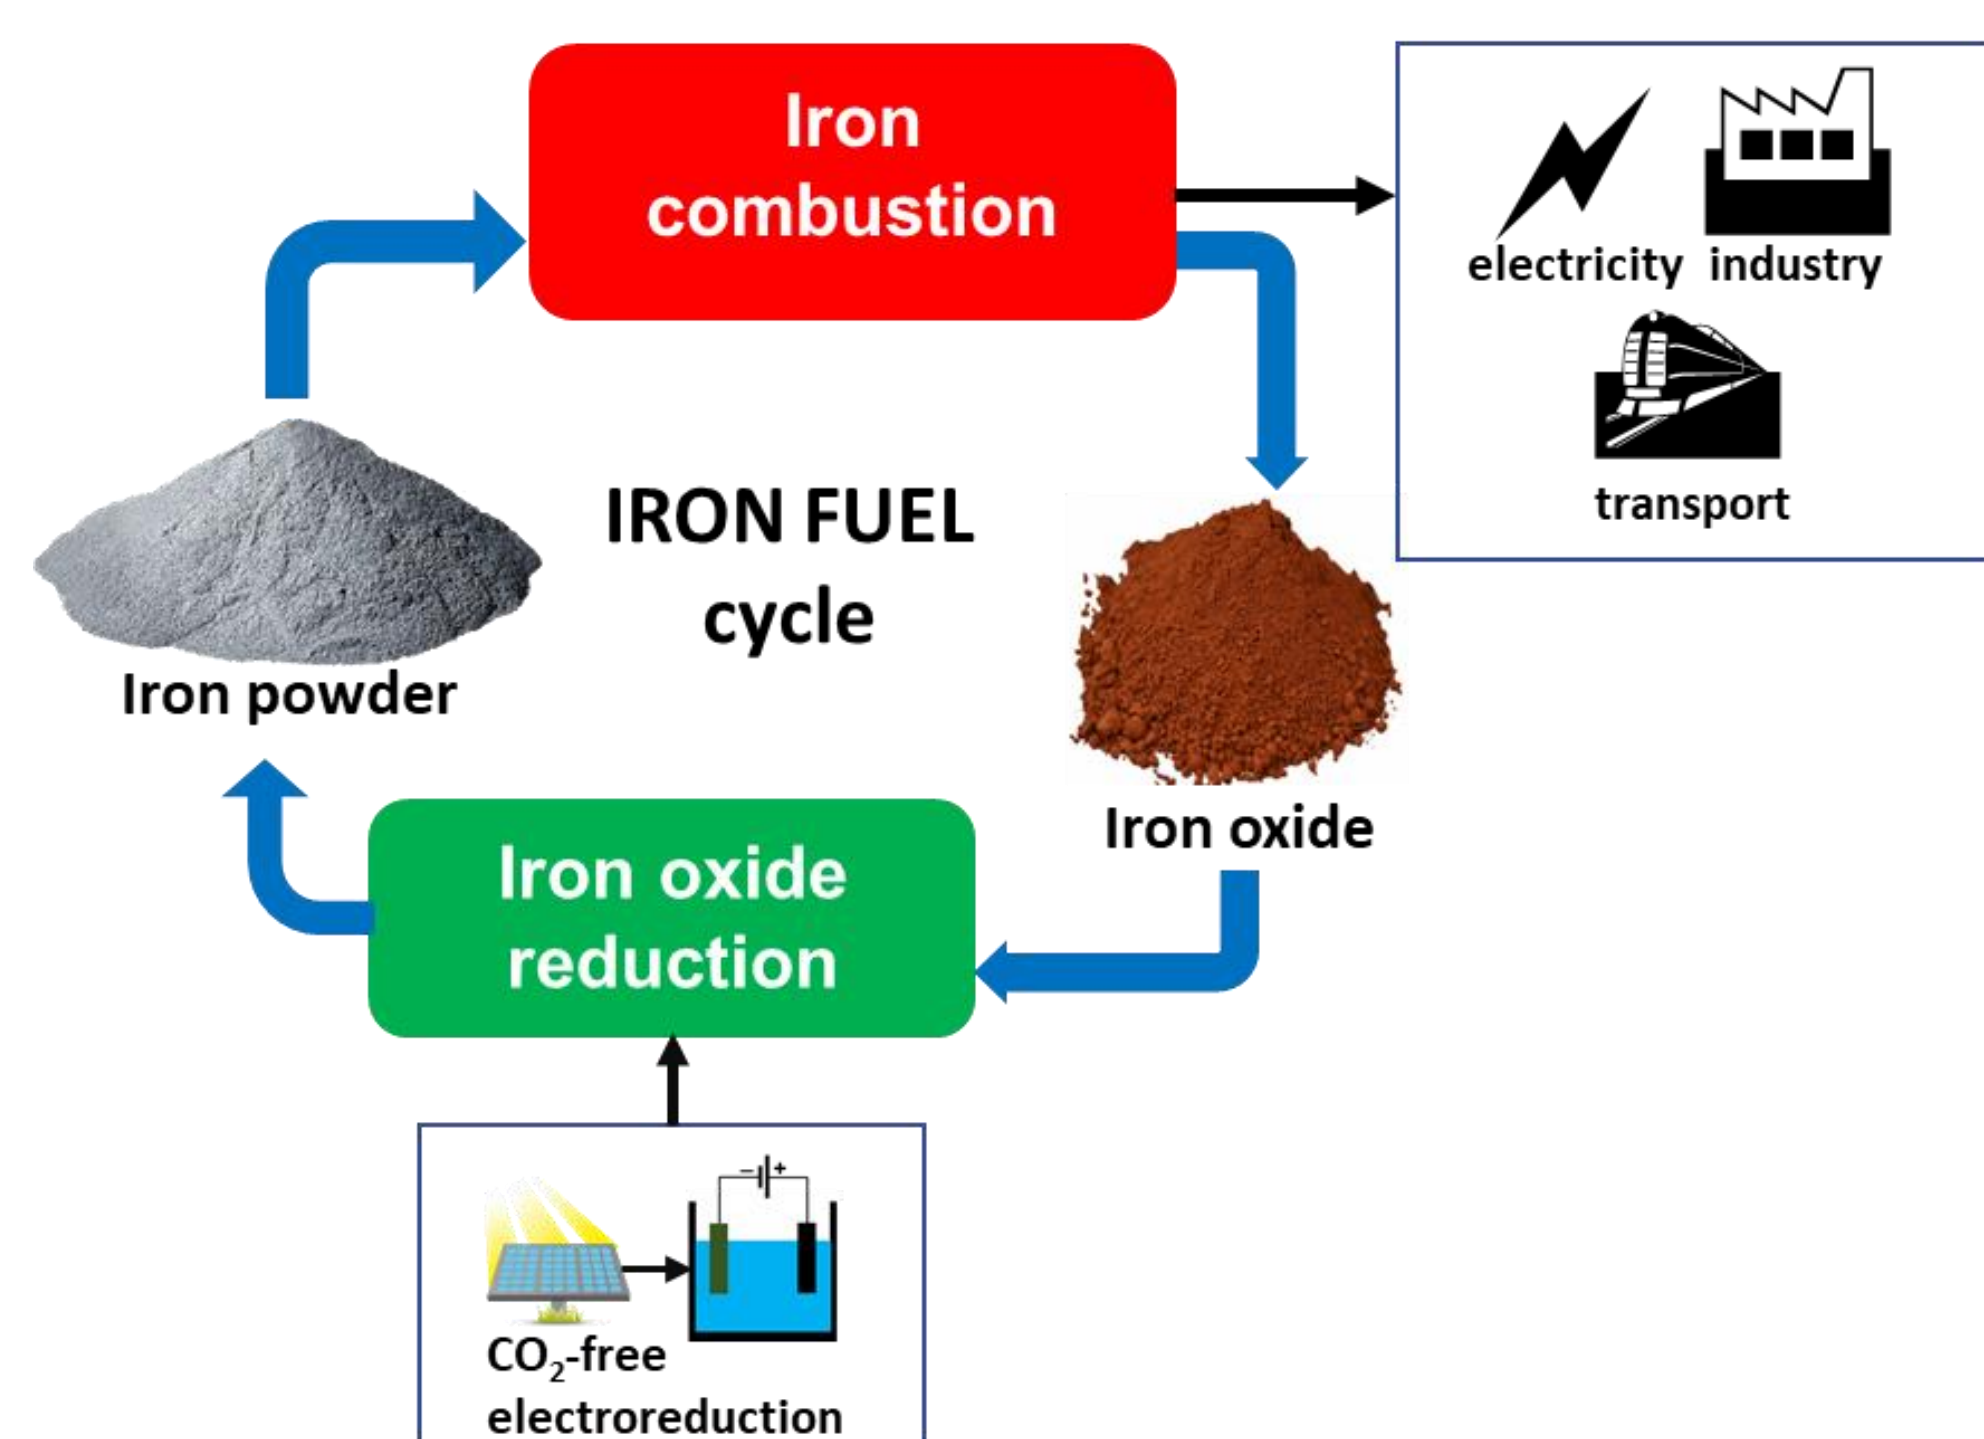 Iron
combustion
electricity industry
transport
IRON FUEL
cycle
Iron powder
Iron oxide
Iron oxide
reduction
− +
CO₂-free
electroreduction